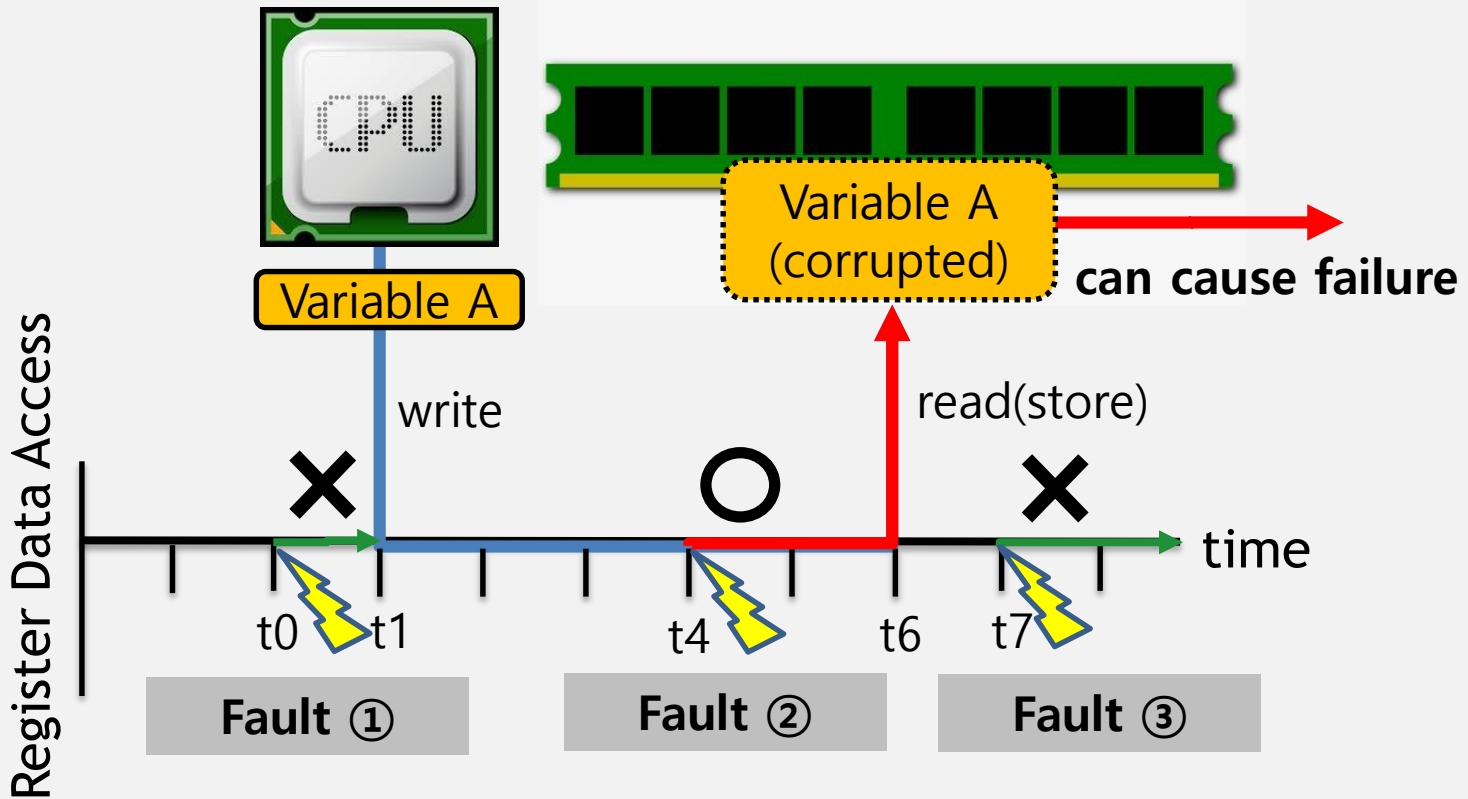 CPU
Variable A
(corrupted)
can cause failure
Variable A
write
read(store)
Register Data Access
time
t0
t1
t4
t6
t7
Fault ①
Fault ②
Fault ③